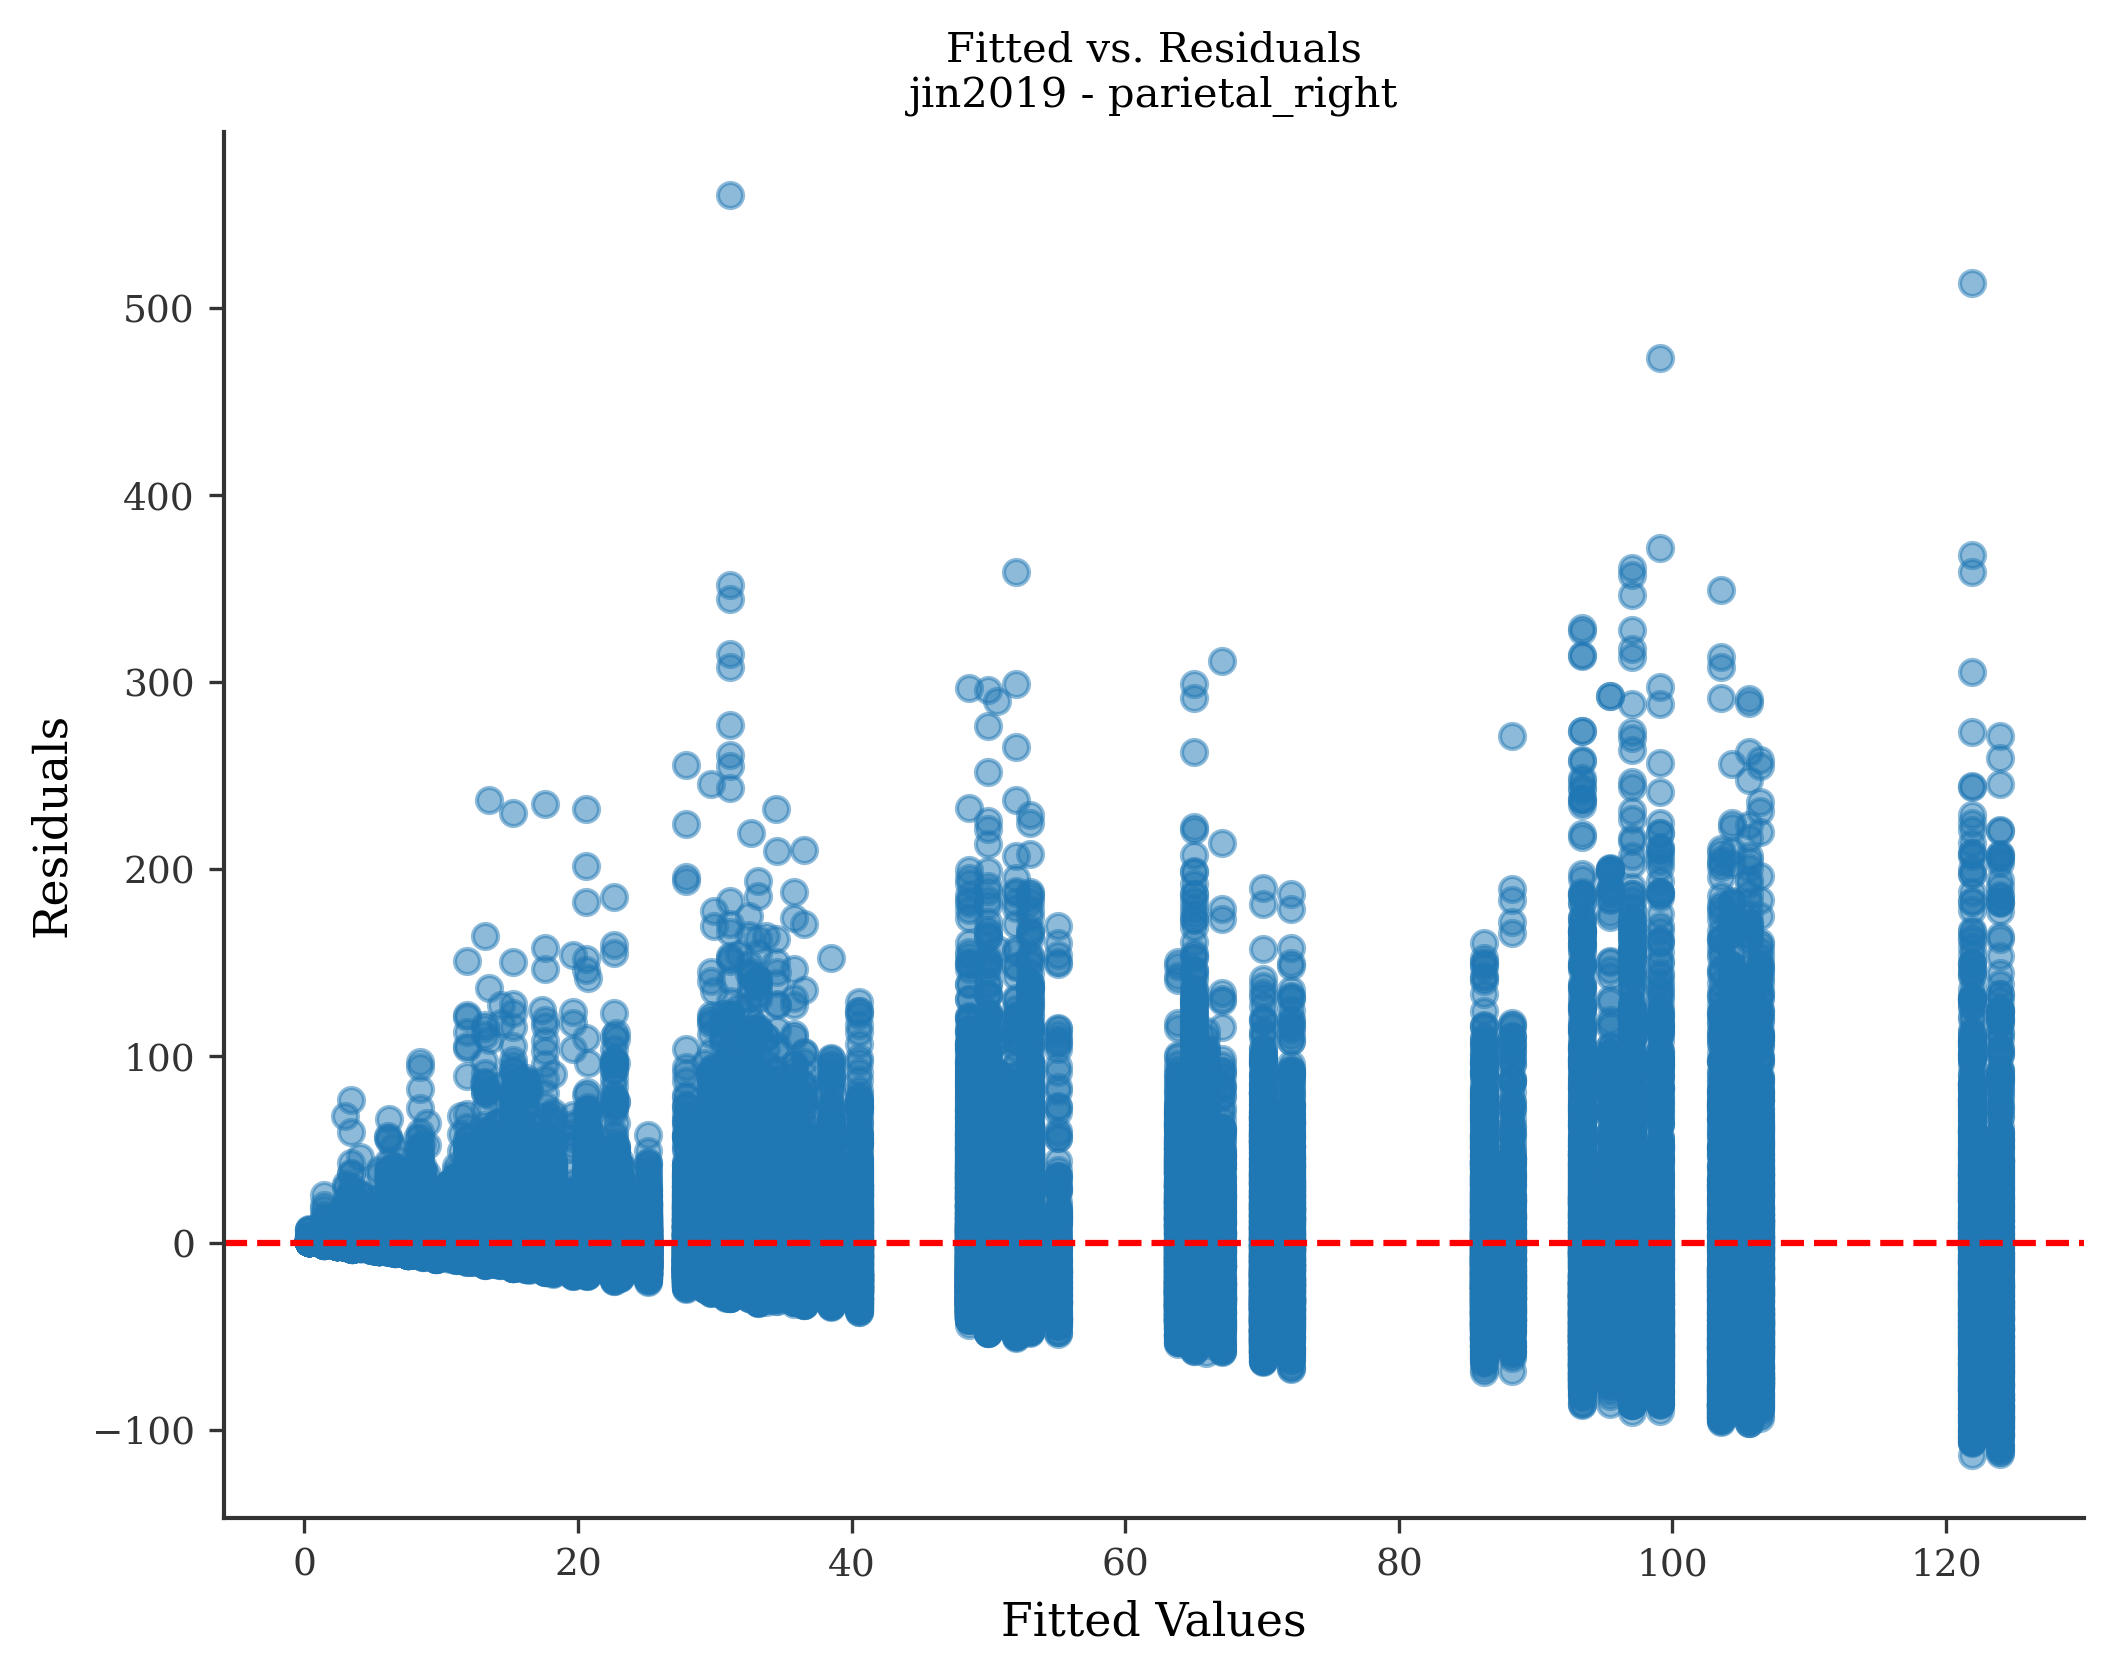 Fitted vs. Residuals
jin2019 - parietal_right
Residuals
500
400
300
200
100
0
−100
0 20 40 60 80 100 120
Fitted Values